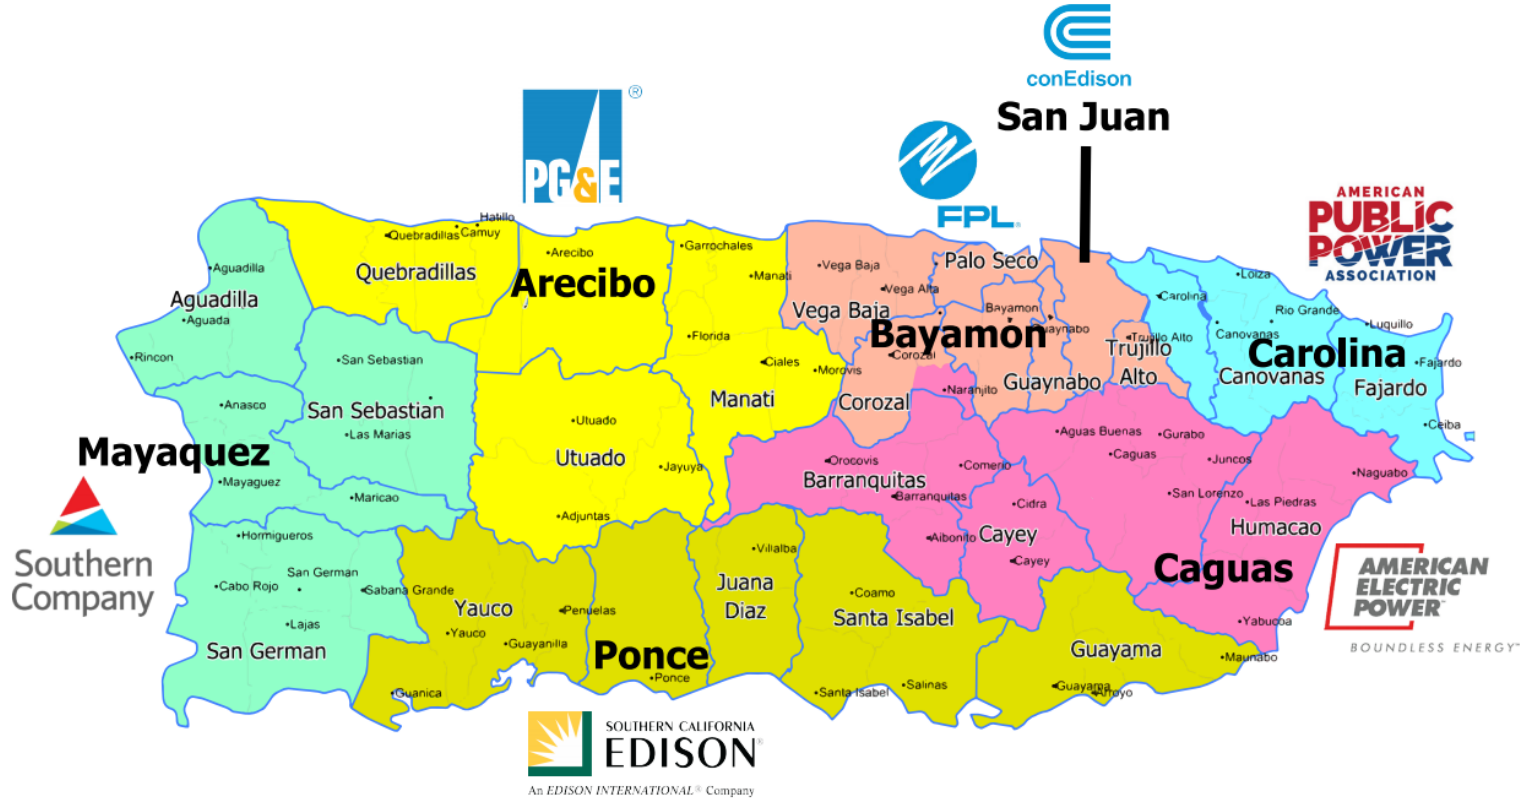 conEdison
San Juan
PG&E ®
FPL®
AMERICAN
PUBLIC
POWER
ASSOCIATION
Hatillo
Quebradillas
Camuy
Quebradillas
Arecibo
Arecibo
Garrochales
Manati
Florida
Ciales
Morovis
Manati
Aguadilla
Aguadilla
Aguada
Rincon
San Sebastian
San Sebastian
Las Marias
Anasco
Mayaquez
Mayaguez
Maricao
Southern
Company
Utuado
Utuado
Jayuya
Adjuntas
Vega Baja
Vega Alta
Vega Baja
Palo Seco
Bayamon
Guaynabo
Bayamon
Corozal
Corozal
Naranjito
Guaynabo
Trujillo Alto
Trujillo
Alto
Carolina
Loiza
Rio Grande
Canovanas
Luquillo
Carolina
Canovanas
Fajardo
Fajardo
Ceiba
Orocovis
Barranquitas
Barranquitas
Comerio
Aibonito
Cidra
Cayey
Cayey
Aguas Buenas
Gurabo
Caguas
Juncos
San Lorenzo
Las Piedras
Naguabo
Humacao
Caguas
Yabucoa
AMERICAN
ELECTRIC
POWER™
BOUNDLESS ENERGY™
Hormigueros
Cabo Rojo
San German
Sabana Grande
Lajas
San German
Yauco
Yauco
Penuelas
Guayanilla
Guanica
Ponce
Ponce
Villalba
Juana
Diaz
Coamo
Santa Isabel
Santa Isabel
Salinas
Guayama
Guayama
Arroyo
Maunabo
SOUTHERN CALIFORNIA
EDISON®
An EDISON INTERNATIONAL® Company